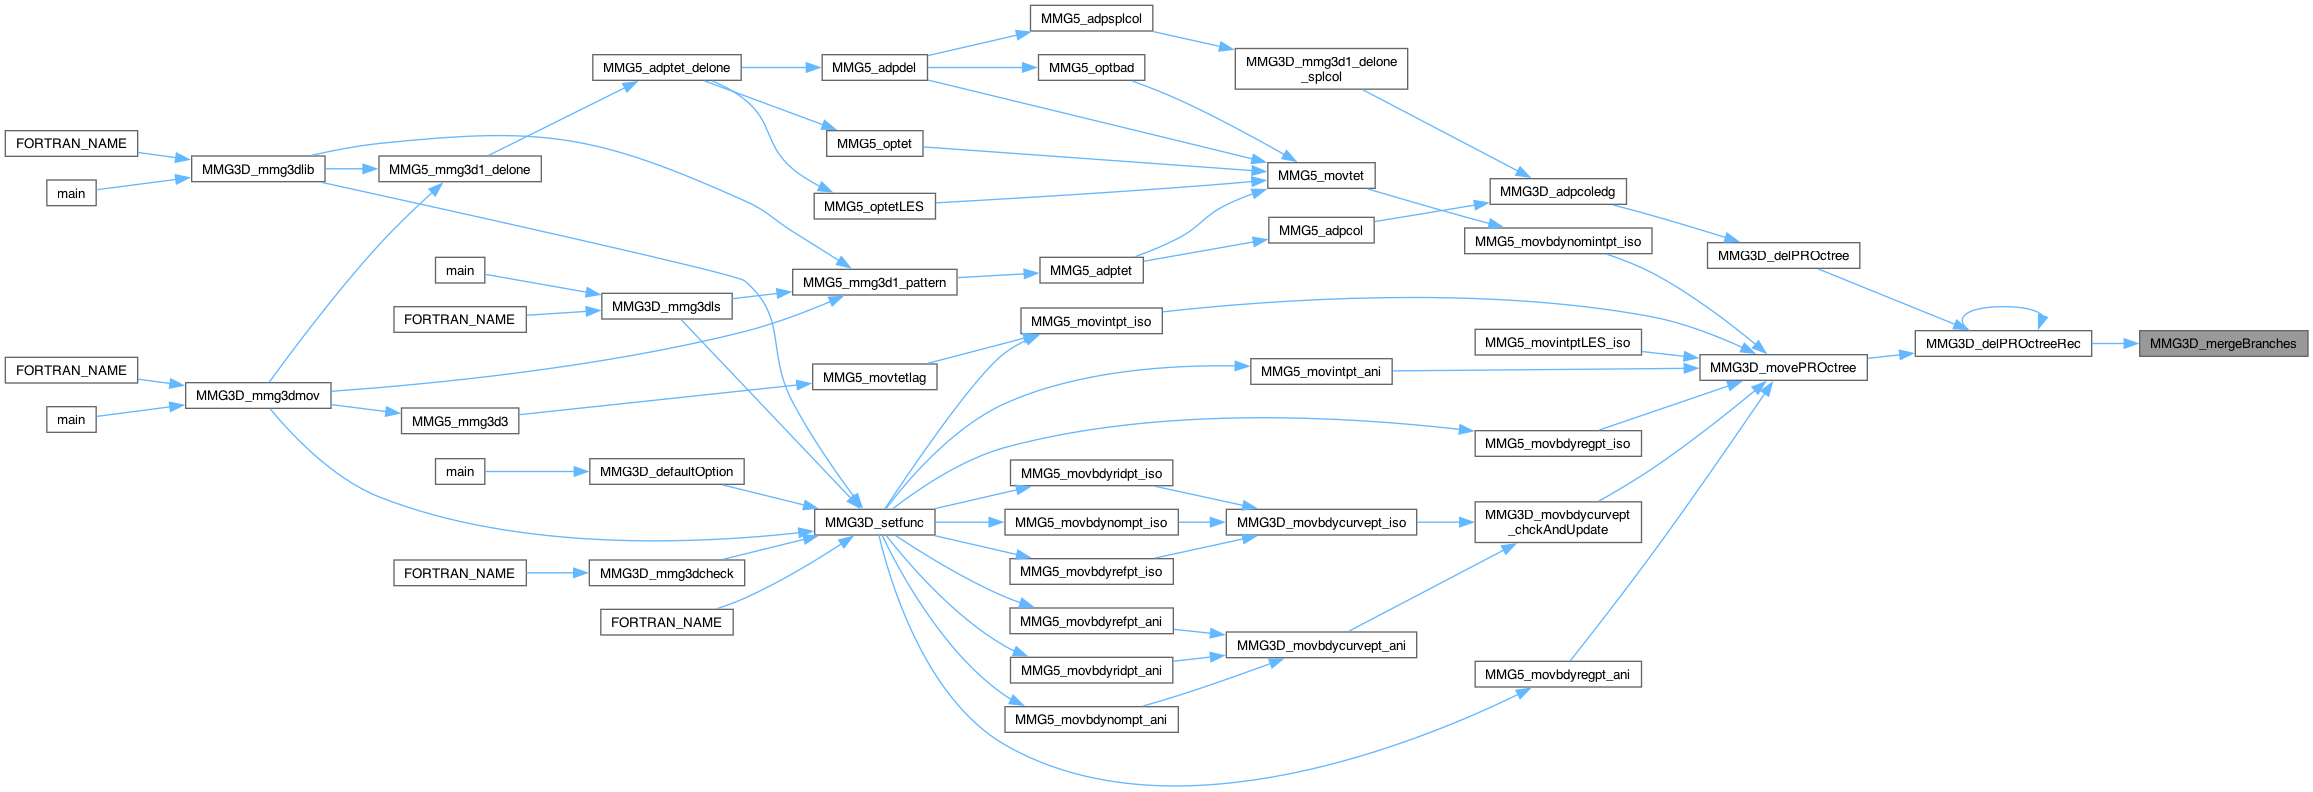 MMG5_adpsplcol
MMG5_adptet_delone
MMG5_adpdel
MMG5_optbad
MMG3D_mmg3d1_delone
_splcol
FORTRAN_NAME
MMG3D_mmg3dlib
MMG5_mmg3d1_delone
MMG5_optet
main
MMG5_optetLES
MMG5_movtet
MMG3D_adpcoledg
MMG5_adpcol
MMG5_movbdynomintpt_iso
MMG3D_delPROctree
main
MMG5_mmg3d1_pattern
MMG5_adptet
MMG3D_mmg3dls
FORTRAN_NAME
MMG5_movintpt_iso
MMG5_movintptLES_iso
MMG3D_delPROctreeRec
MMG3D_mergeBranches
FORTRAN_NAME
MMG3D_mmg3dmov
MMG5_movtetlag
MMG5_movintpt_ani
MMG3D_movePROctree
main
MMG5_mmg3d3
MMG5_movbdyregpt_iso
main
MMG3D_defaultOption
MMG5_movbdyridpt_iso
MMG3D_setfunc
MMG5_movbdynompt_iso
MMG3D_movbdycurvept_iso
MMG3D_movbdycurvept
_chckAndUpdate
FORTRAN_NAME
MMG3D_mmg3dcheck
MMG5_movbdyrefpt_iso
FORTRAN_NAME
MMG5_movbdyrefpt_ani
MMG3D_movbdycurvept_ani
MMG5_movbdyridpt_ani
MMG5_movbdyregpt_ani
MMG5_movbdynompt_ani